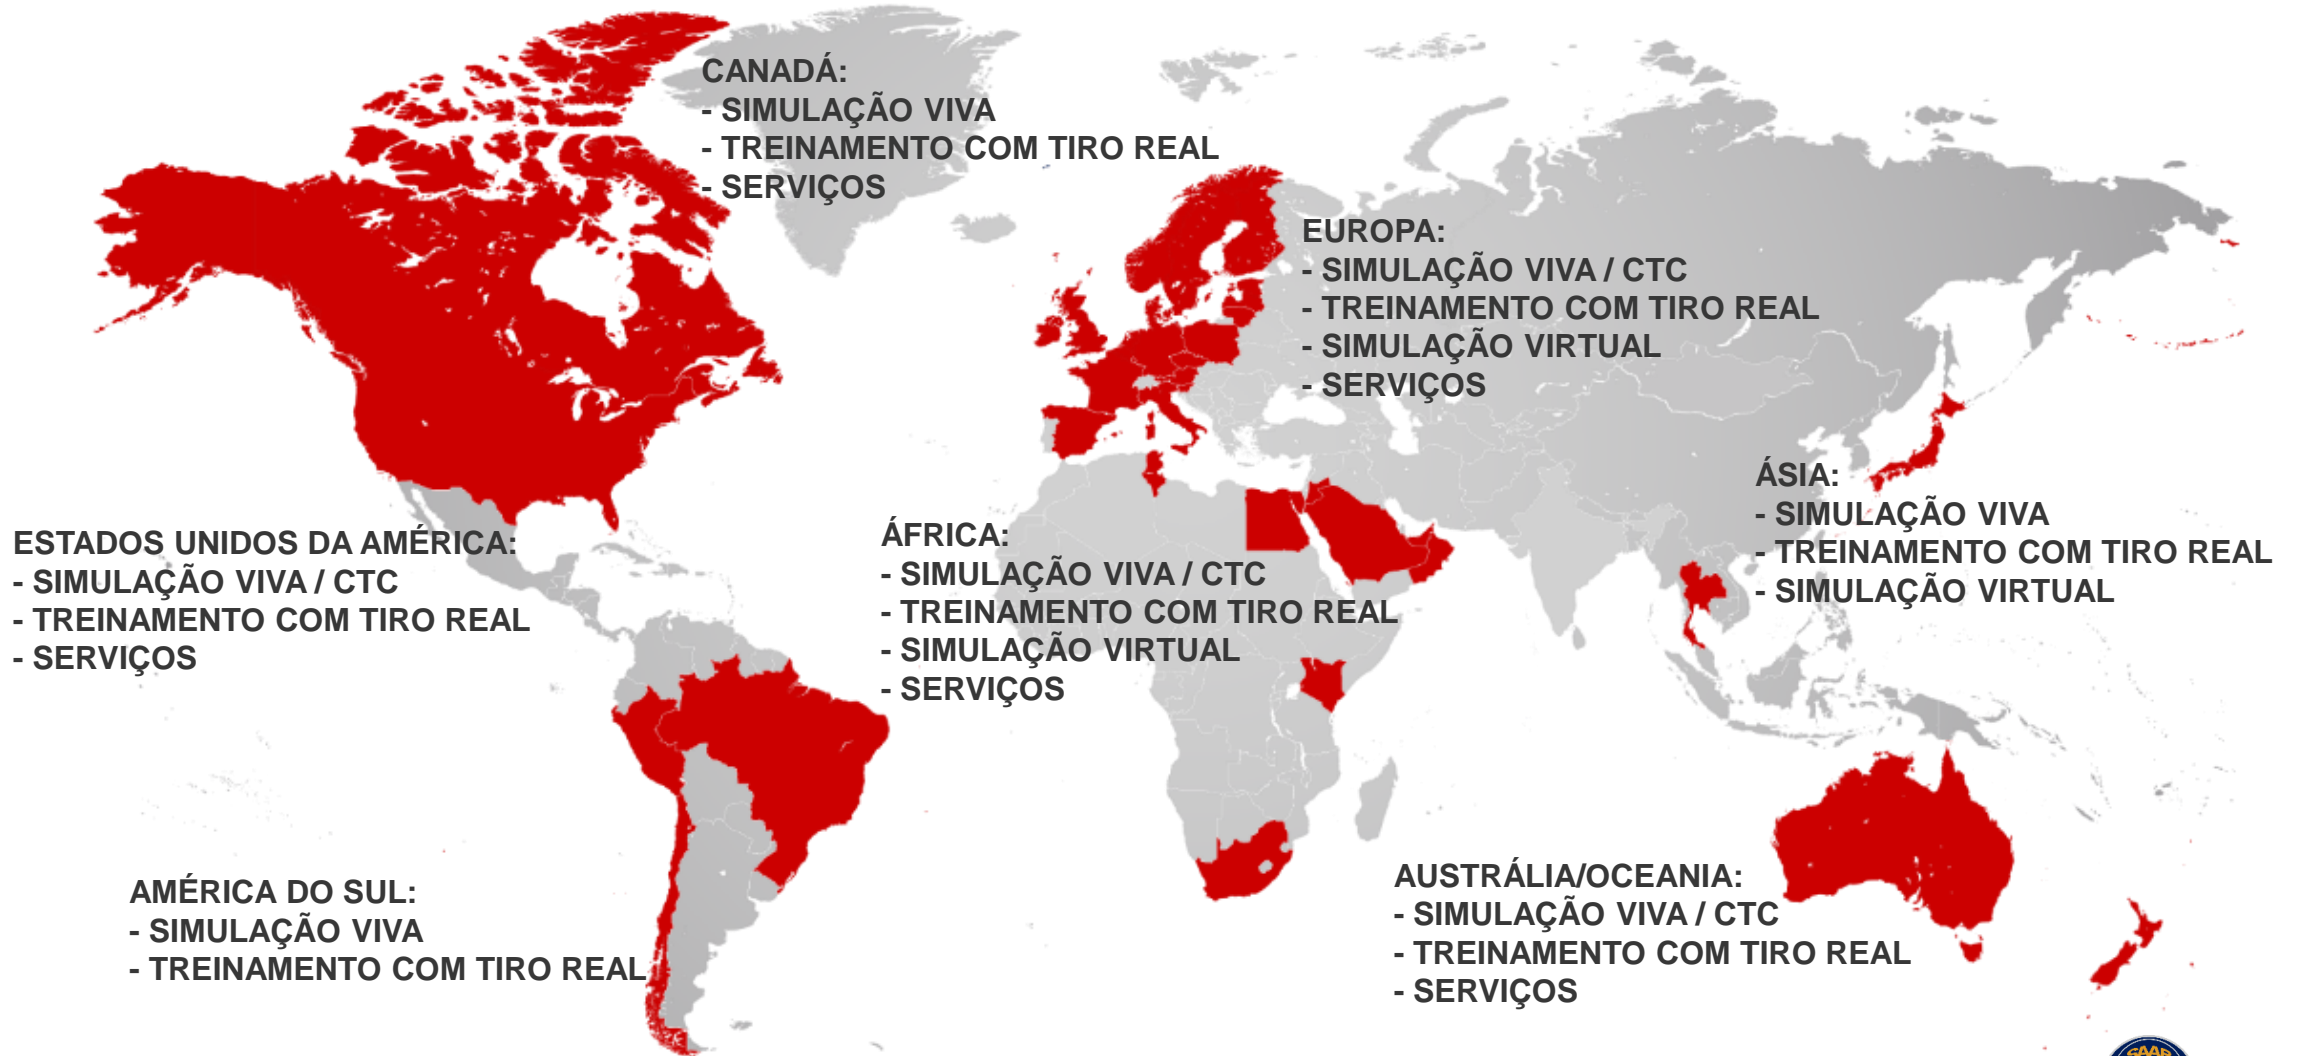 CANADÁ:
- SIMULAÇÃO VIVA
- TREINAMENTO COM TIRO REAL
- SERVIÇOS
EUROPA:
- SIMULAÇÃO VIVA / CTC
- TREINAMENTO COM TIRO REAL
- SIMULAÇÃO VIRTUAL
- SERVIÇOS
ESTADOS UNIDOS DA AMÉRICA:
- SIMULAÇÃO VIVA / CTC
- TREINAMENTO COM TIRO REAL
- SERVIÇOS
ÁFRICA:
- SIMULAÇÃO VIVA / CTC
- TREINAMENTO COM TIRO REAL
- SIMULAÇÃO VIRTUAL
- SERVIÇOS
ÁSIA:
- SIMULAÇÃO VIVA
- TREINAMENTO COM TIRO REAL
- SIMULAÇÃO VIRTUAL
AMÉRICA DO SUL:
- SIMULAÇÃO VIVA
- TREINAMENTO COM TIRO REAL
AUSTRÁLIA/OCEANIA:
- SIMULAÇÃO VIVA / CTC
- TREINAMENTO COM TIRO REAL
- SERVIÇOS
SAAB